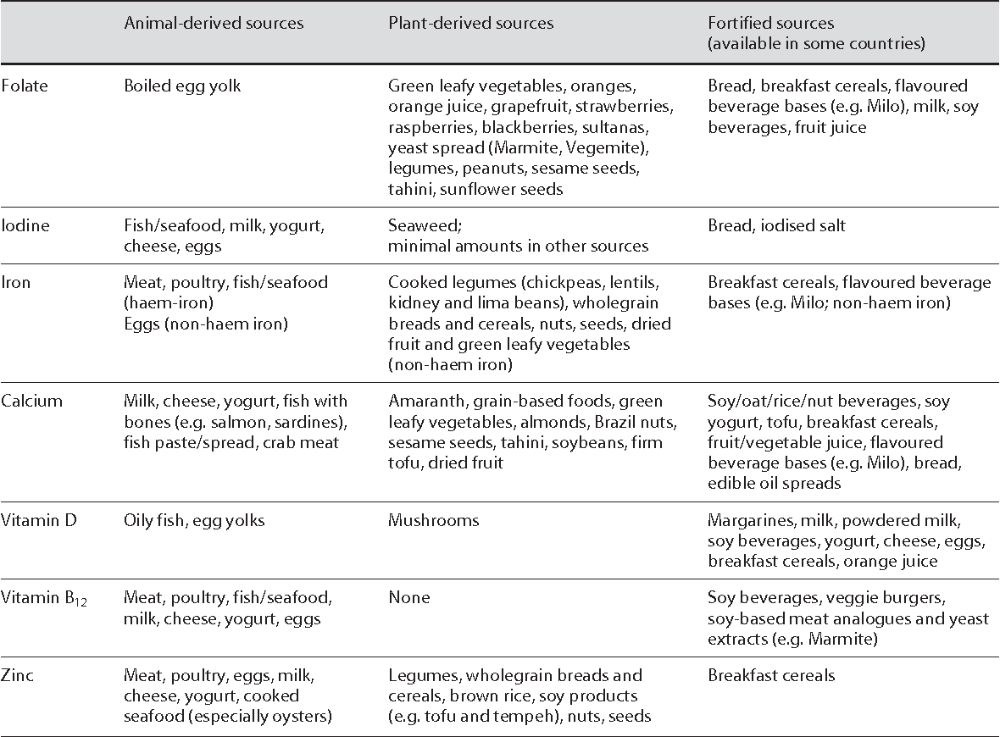 Animal-derived sources
Plant-derived sources
Fortified sources
(available in some countries)
Folate
Boiled egg yolk
Green leafy vegetables, oranges,
orange juice, grapefruit, strawberries,
raspberries, blackberries, sultanas,
yeast spread (Marmite, Vegemite),
legumes, peanuts, sesame seeds,
tahini, sunflower seeds
Bread, breakfast cereals, flavoured
beverage bases (e.g. Milo), milk, soy
beverages, fruit juice
Iodine
Fish/seafood, milk, yogurt,
cheese, eggs
Seaweed;
minimal amounts in other sources
Bread, iodised salt
Iron
Meat, poultry, fish/seafood
(haem-iron)
Eggs (non-haem iron)
Cooked legumes (chickpeas, lentils,
kidney and lima beans), wholegrain
breads and cereals, nuts, seeds, dried
fruit and green leafy vegetables
(non-haem iron)
Breakfast cereals, flavoured beverage
bases (e.g. Milo; non-haem iron)
Calcium
Milk, cheese, yogurt, fish with
bones (e.g. salmon, sardines),
fish paste/spread, crab meat
Amaranth, grain-based foods, green
leafy vegetables, almonds, Brazil nuts,
sesame seeds, tahini, soybeans, firm
tofu, dried fruit
Soy/oat/rice/nut beverages, soy
yogurt, tofu, breakfast cereals,
fruit/vegetable juice, flavoured
beverage bases (e.g. Milo), bread,
edible oil spreads
Vitamin D
Oily fish, egg yolks
Mushrooms
Margarines, milk, powdered milk,
soy beverages, yogurt, cheese, eggs,
breakfast cereals, orange juice
Vitamin B12
Meat, poultry, fish/seafood,
milk, cheese, yogurt, eggs
None
Soy beverages, veggie burgers,
soy-based meat analogues and yeast
extracts (e.g. Marmite)
Zinc
Meat, poultry, eggs, milk,
cheese, yogurt, cooked
seafood (especially oysters)
Legumes, wholegrain breads and
cereals, brown rice, soy products
(e.g. tofu and tempeh), nuts, seeds
Breakfast cereals